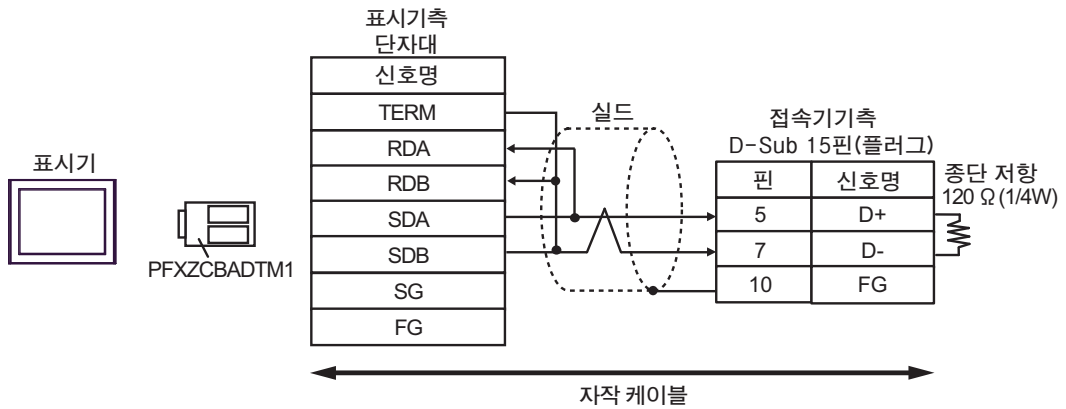 표시기
PFXZCBADTM1
표시기측
단자대
신호명
TERM
RDA
RDB
SDA
SDB
SG
FG
실드
접속기기측
D-Sub 15핀(플러그)
핀 신호명
5 D+
7 D-
10 FG
종단 저항
120 Ω (1/4W)
자작 케이블